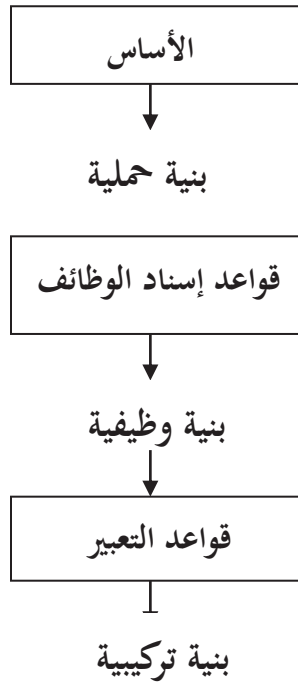 الأساس
بنية حملية
قواعد إسناد الوظائف
بنية وظيفية
قواعد التعبير
بنية تركيبية